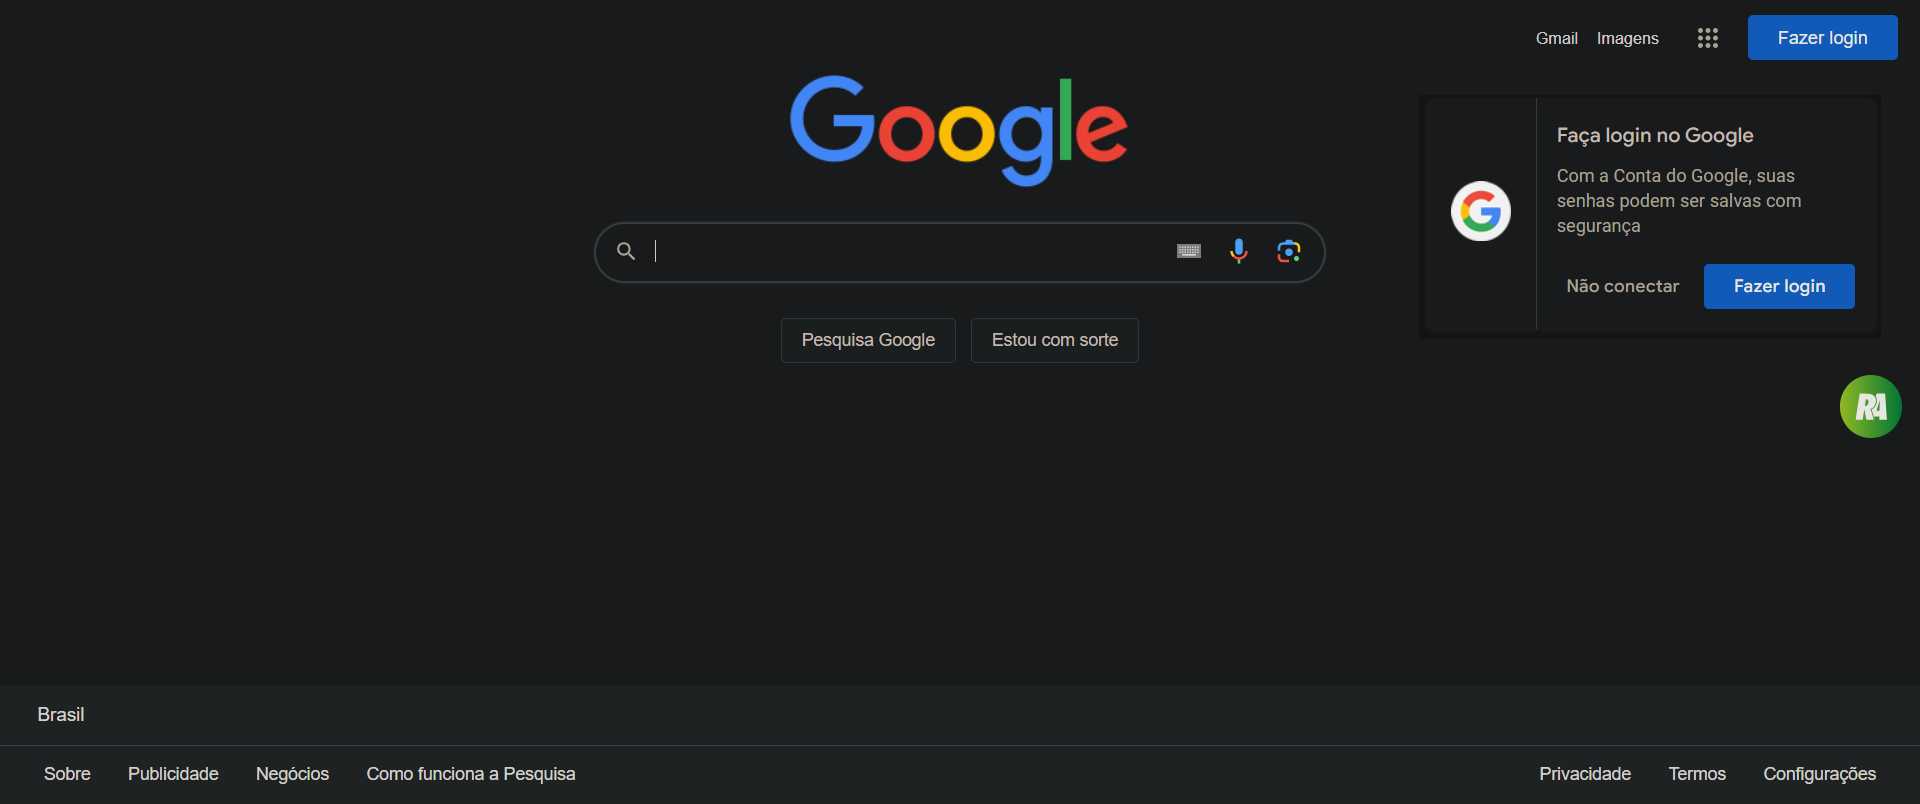 Gmail Imagens Fazer login
Google
Faça login no Google
Com a Conta do Google, suas
senhas podem ser salvas com
segurança
Não conectar Fazer login
Pesquisa Google Estou com sorte
RA
Brasil
Sobre Publicidade Negócios Como funciona a Pesquisa Privacidade Termos Configurações